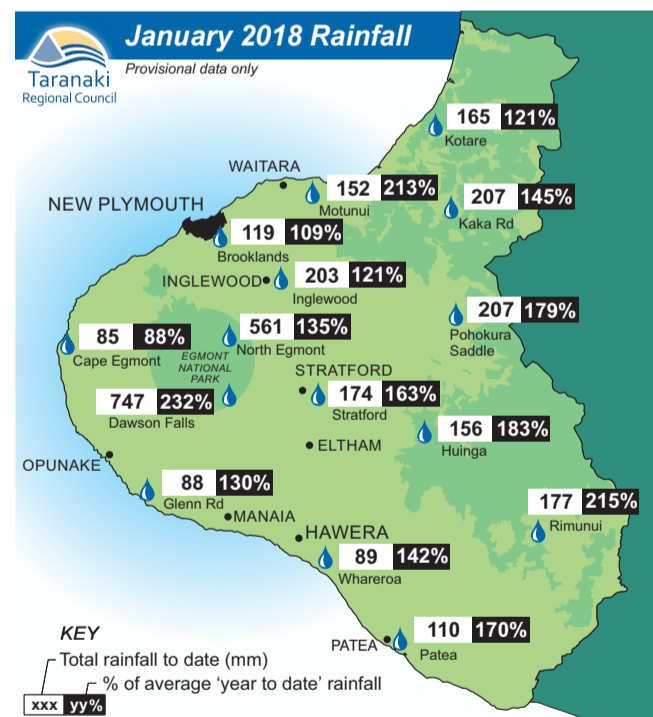 January 2018 Rainfall
Provisional data only
Taranaki
Regional Council
165 121%
Kotare
WAITARA
152 213%
Motunui
207 145%
Kaka Rd
NEW PLYMOUTH
119 109%
Brooklands
INGLEWOOD
203 121%
Inglewood
207 179%
Pohokura
Saddle
85 88%
Cape Egmont
561 135%
North Egmont
EGMONT
NATIONAL
PARK
STRATFORD
174 163%
Stratford
747 232%
Dawson Falls
156 183%
Huinga
ELTHAM
OPUNAKE
88 130%
Glenn Rd
MANAIA
177 215%
Rimunui
HAWERA
89 142%
Whareroa
110 170%
Patea
PATEA
KEY
Total rainfall to date (mm)
% of average 'year to date' rainfall
xxx yy%